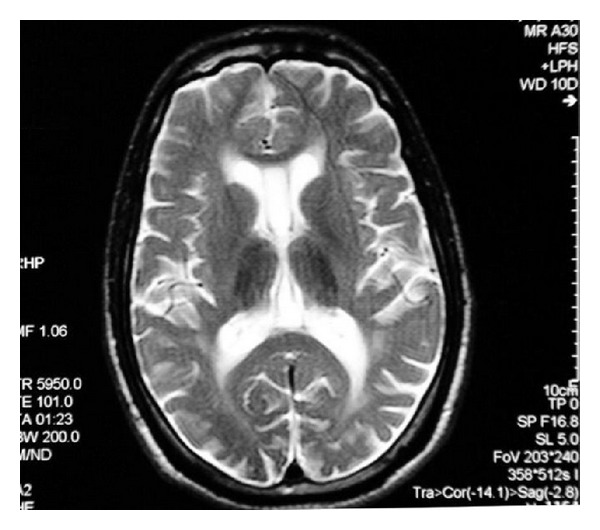 MR A30
HFS
+LPH
WD 10D
HP
MF 1.06
TR 5950.0
TE 101.0
TA 01:23
BW 200.0
M/ND
A2
10cm
TP 0
SP F16.8
SL 5.0
FoV 203*240
358*512s I
Tra>Cor(-14.1)>Sag(-2.8)